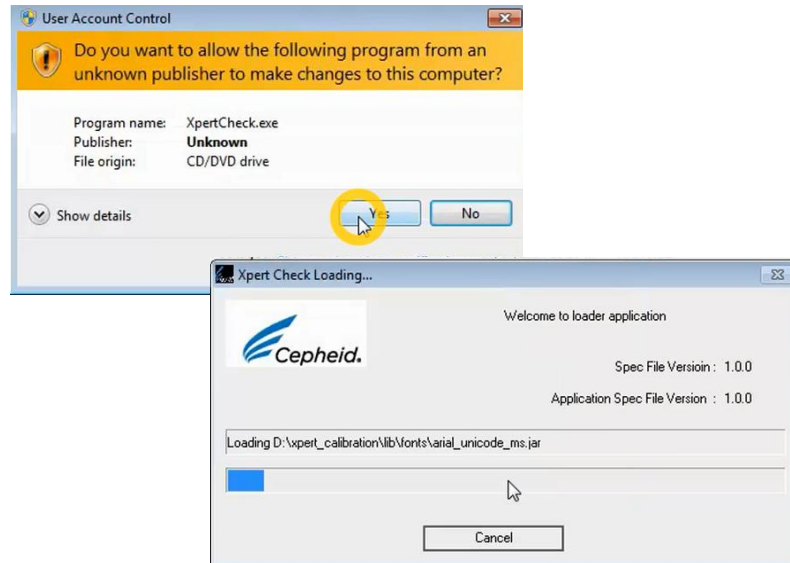 User Account Control
Do you want to allow the following program from an
unknown publisher to make changes to this computer?
Program name: XpertCheck.exe
Publisher: Unknown
File origin: CD/DVD drive
Show details
Yes
No
Xpert Check Loading...
Cepheid.
Welcome to loader application
Spec File Versioin : 1.0.0
Application Spec File Version : 1.0.0
Loading D:\xpert_calibration\lib\fonts\arial_unicode_ms.jar
Cancel